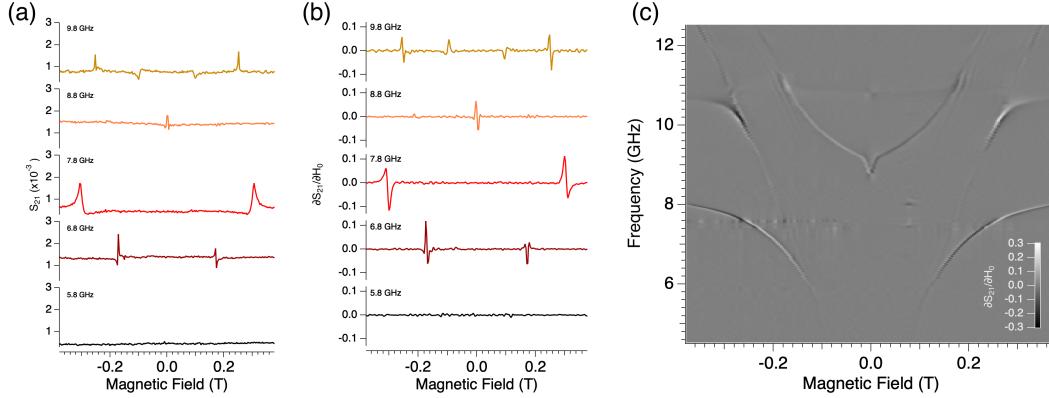 (a)
S₂₁ (x10⁻³)
3
2
1
9.8 GHz
3
2
1
8.8 GHz
3
2
1
7.8 GHz
3
2
1
6.8 GHz
3
2
1
5.8 GHz
-0.2
0.0
0.2
Magnetic Field (T)
(b)
∂S₂₁/∂H₀
0.1
0.0
-0.1
9.8 GHz
0.1
0.0
-0.1
8.8 GHz
0.1
0.0
-0.1
7.8 GHz
0.1
0.0
-0.1
6.8 GHz
0.1
0.0
-0.1
5.8 GHz
-0.2
0.0
0.2
Magnetic Field (T)
(c)
Frequency (GHz)
12
10
8
6
∂S₂₁/∂H₀
0.3
0.2
0.1
0.0
-0.1
-0.2
-0.3
-0.2
0.0
0.2
Magnetic Field (T)